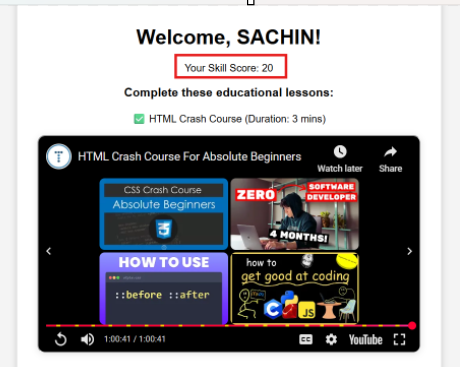 Welcome, SACHIN!
Your Skill Score: 20
Complete these educational lessons:
HTML Crash Course (Duration: 3 mins)
T
HTML Crash Course For Absolute Beginners
Watch later
Share
CSS Crash Course
Absolute Beginners
ZERO
SOFTWARE
DEVELOPER
4 MONTHS!
HOW TO USE
::before ::after
how to
get good at coding
C
JS
1:00:41 / 1:00:41
CC
YouTube